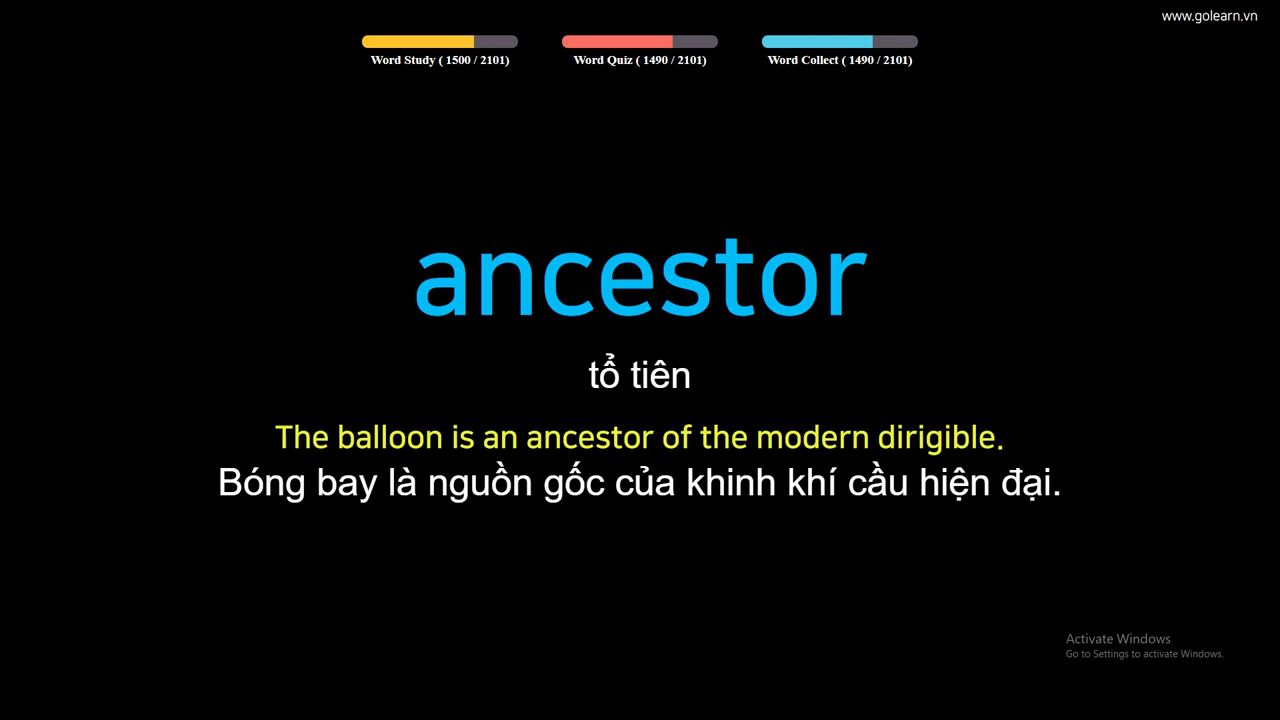 www.golearn.vn
Word Study ( 1500 / 2101)
Word Quiz ( 1490 / 2101)
Word Collect ( 1490 / 2101)
ancestor
tổ tiên
The balloon is an ancestor of the modern dirigible.
Bóng bay là nguồn gốc của khinh khí cầu hiện đại.
Activate Windows
Go to Settings to activate Windows.